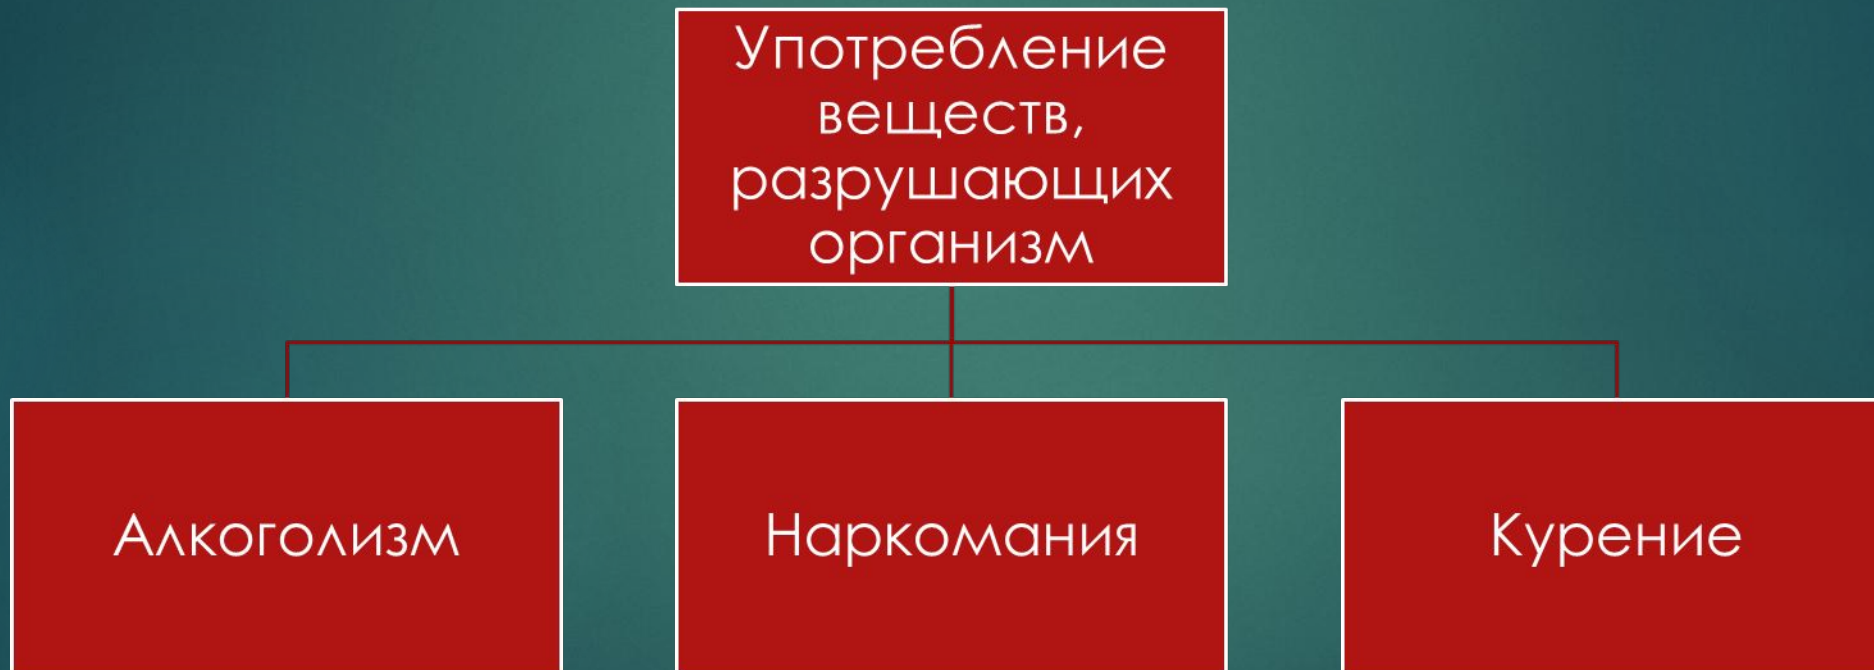 Употребление
веществ,
разрушающих
организм
Алкоголизм
Наркомания
Курение